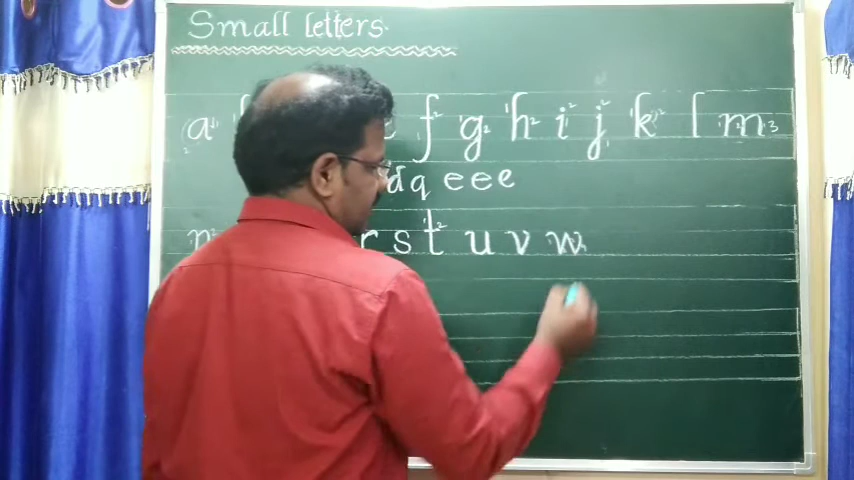 Small letters.
a f g h i j k l m
d q e e e
r s t u v w